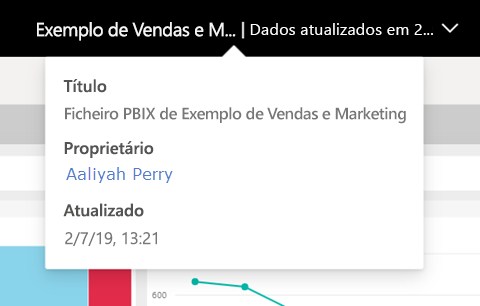 Exemplo de Vendas e M... | Dados atualizados em 2...
Título
Ficheiro PBIX de Exemplo de Vendas e Marketing
Proprietário
Aaliyah Perry
Atualizado
2/7/19, 13:21
600